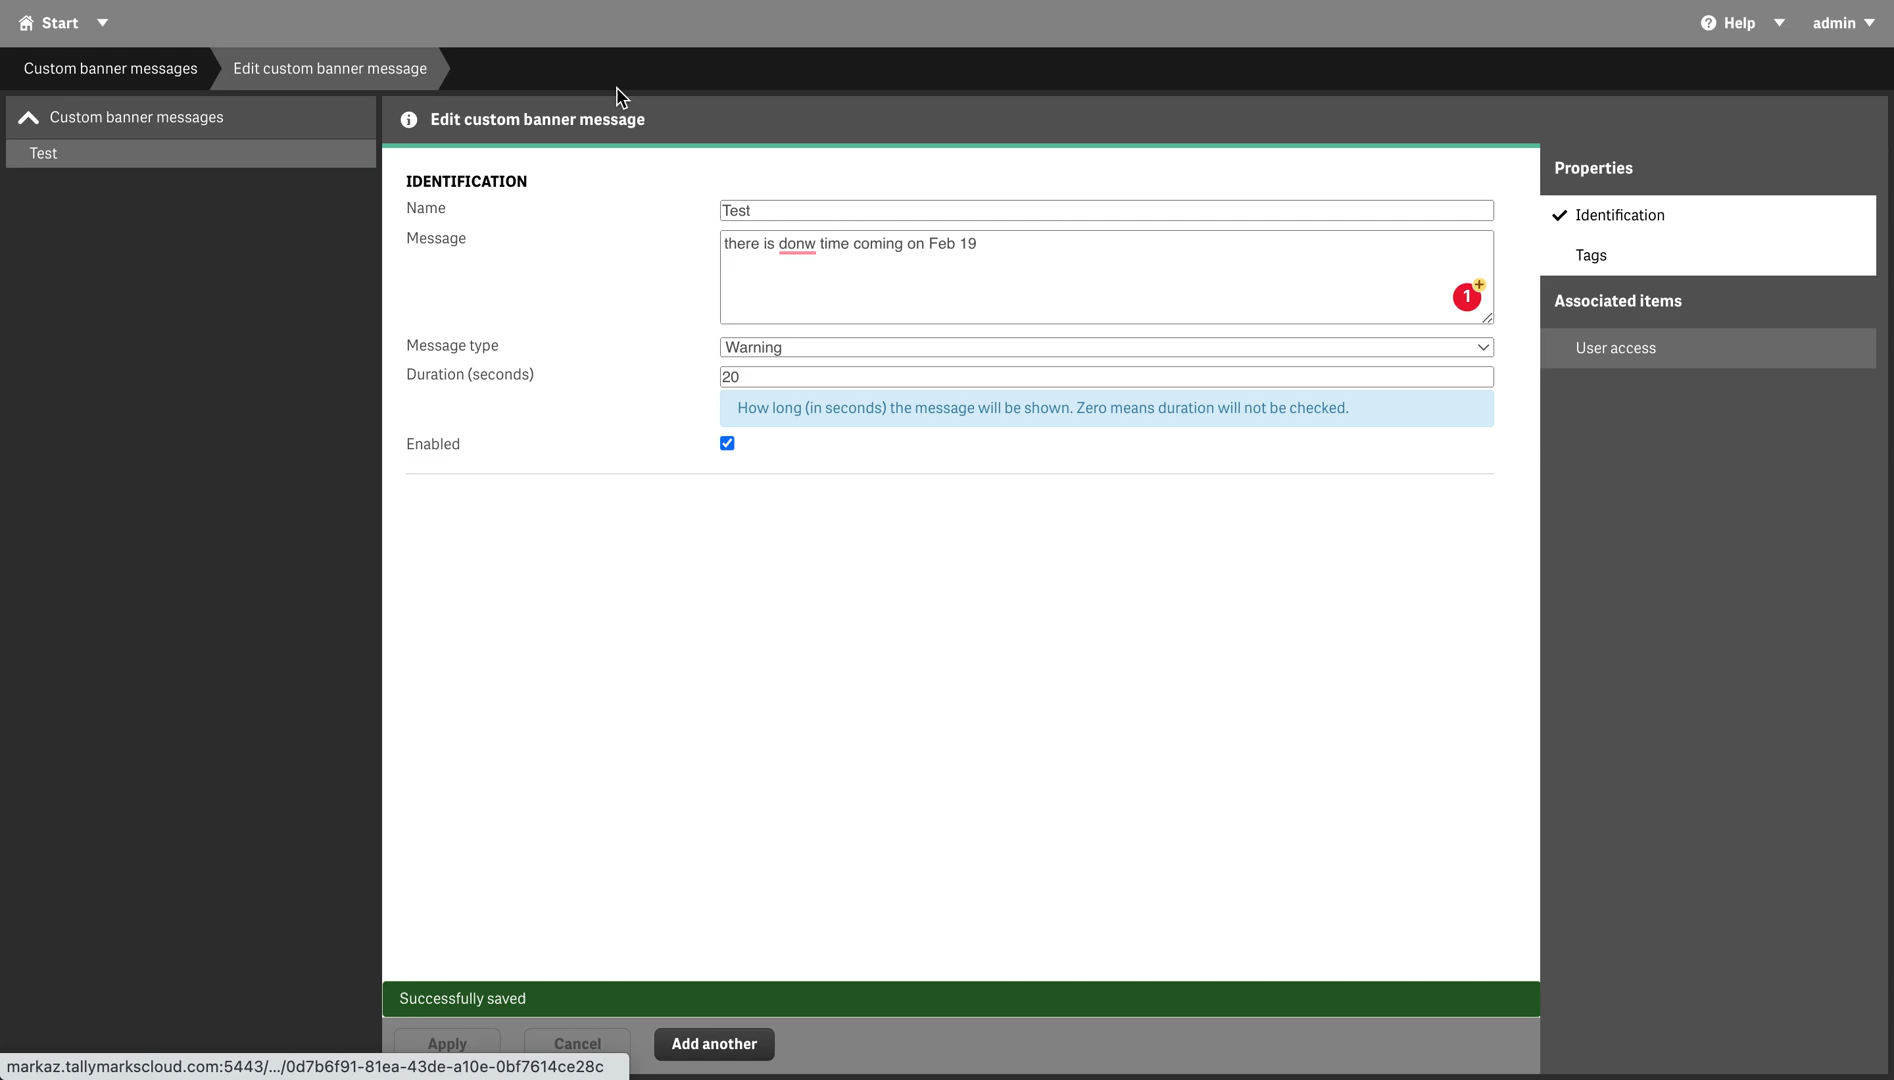 Start
Help
admin
Custom banner messages
Edit custom banner message
Custom banner messages
Test
Edit custom banner message
IDENTIFICATION
Name
Test
Message
there is donw time coming on Feb 19
1
+
Message type
Warning
Duration (seconds)
20
How long (in seconds) the message will be shown. Zero means duration will not be checked.
Enabled
Properties
Identification
Tags
Associated items
User access
Successfully saved
Apply
Cancel
Add another
markaz.tallymarkscloud.com:5443/.../0d7b6f91-81ea-43de-a10e-0bf7614ce28c